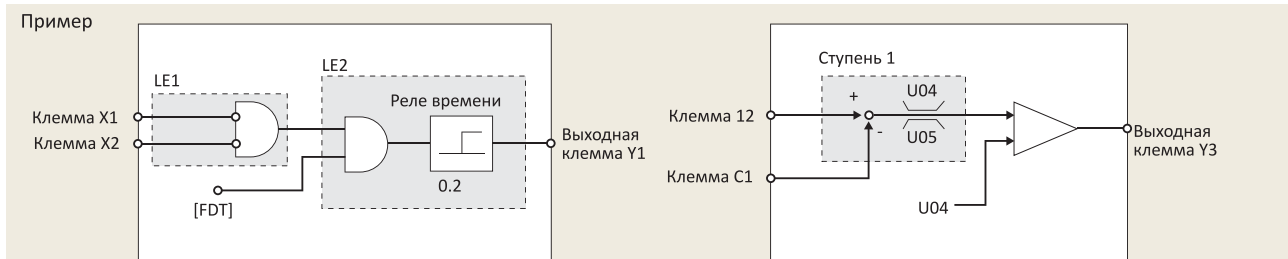 Пример
LE1
LE2
Реле времени
Клемма X1
Клемма X2
[FDT]
0.2
Выходная
клемма Y1
Ступень 1
U04
U05
+
-
Клемма 12
Клемма C1
U04
Выходная
клемма Y3